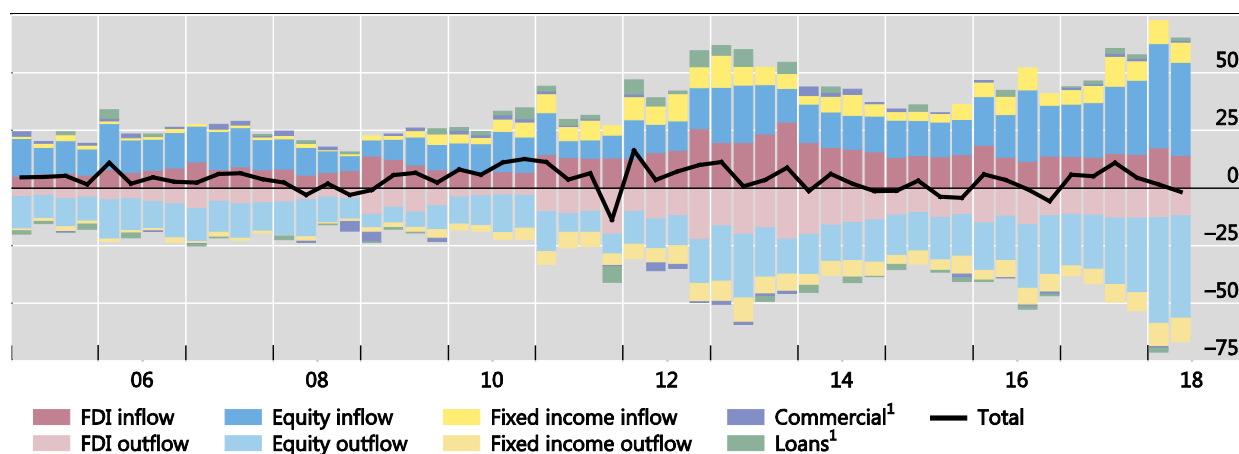 50
25
0
−25
−50
−75
06 08 10 12 14 16 18
FDI inflow Equity inflow Fixed income inflow Commercial¹ Total
FDI outflow Equity outflow Fixed income outflow Loans¹